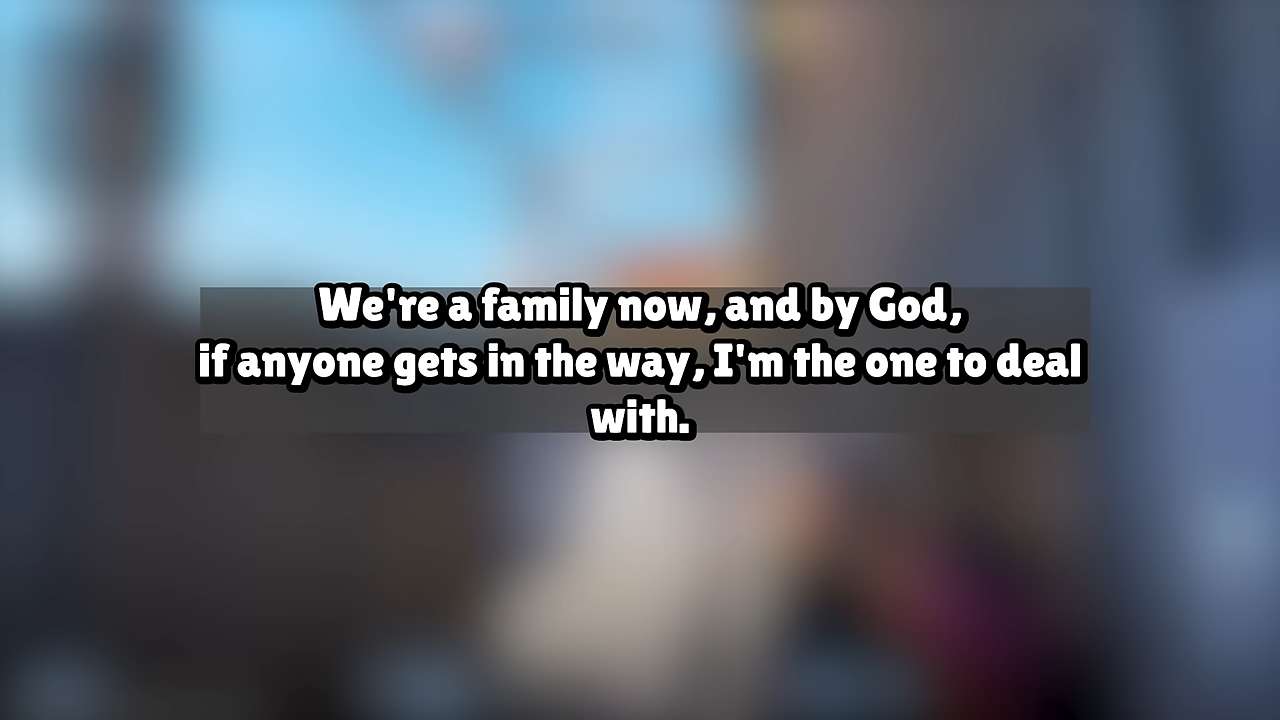 We're a family now, and by God,
if anyone gets in the way, I'm the one to deal
with.